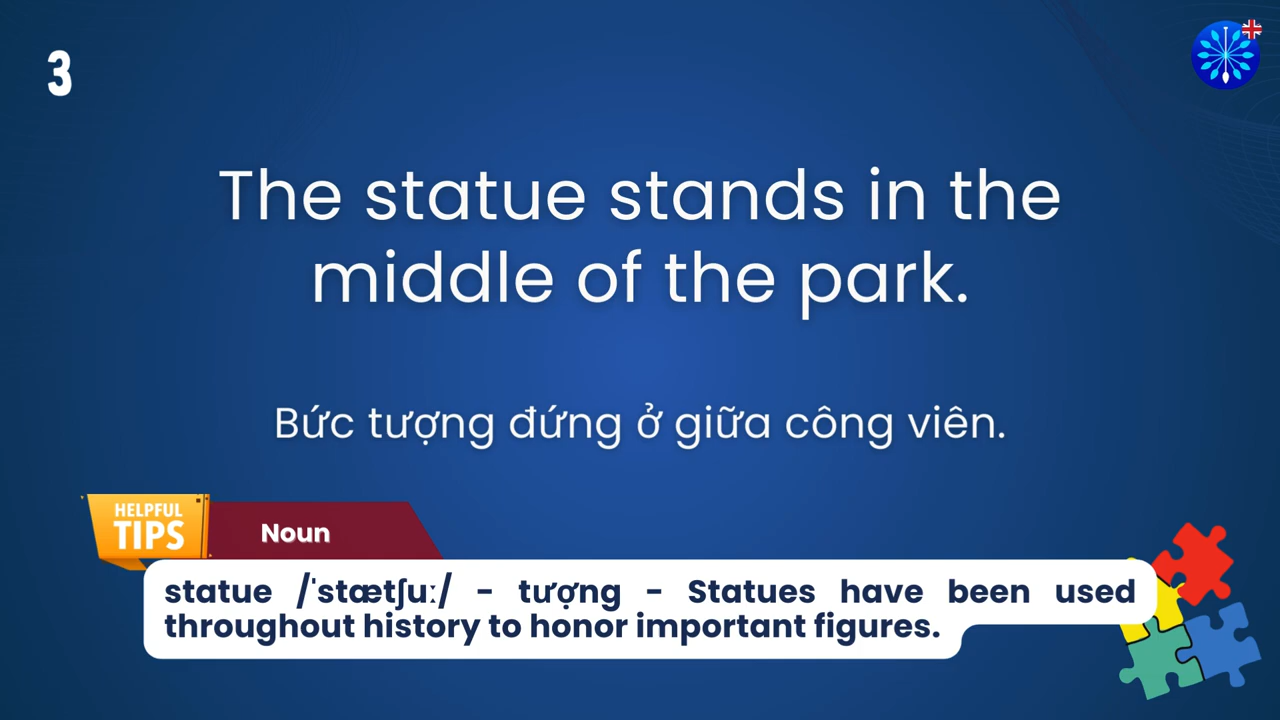 3
The statue stands in the
middle of the park.
Bức tượng đứng ở giữa công viên.
HELPFUL
TIPS
Noun
statue /ˈstætʃuː/ - tượng - Statues have been used
throughout history to honor important figures.